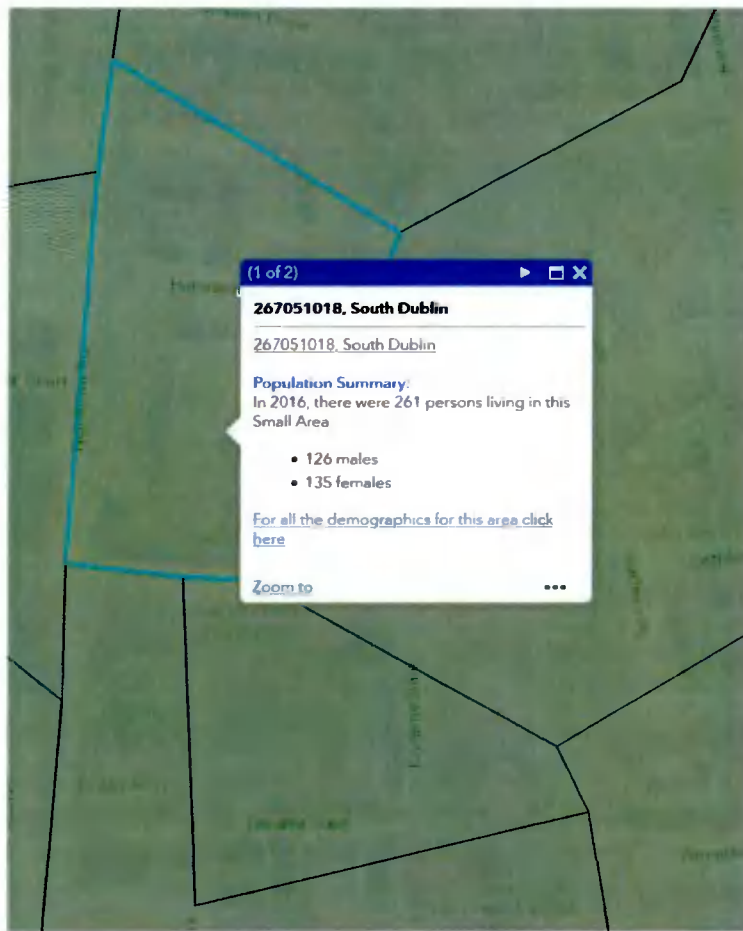 (1 of 2)
267051018, South Dublin
267051018, South Dublin
Population Summary:
In 2016, there were 261 persons living in this
Small Area
• 126 males
• 135 females
For all the demographics for this area click
here
Zoom to